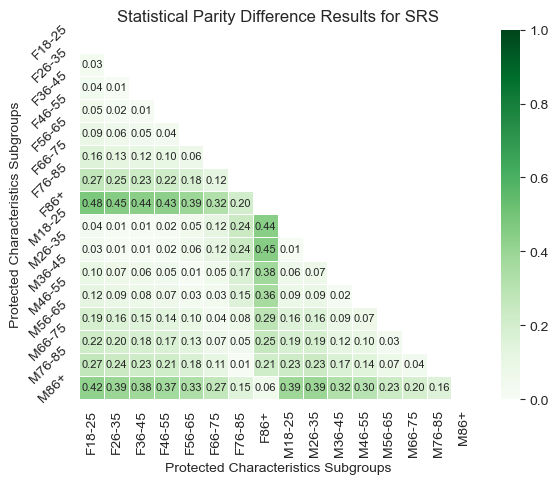 Statistical Parity Difference Results for SRS
Protected Characteristics Subgroups
F18-25
F26-35
0.03
F36-45
0.04 0.01
F46-55
0.05 0.02 0.01
F56-65
0.09 0.06 0.05 0.04
F66-75
0.16 0.13 0.12 0.10 0.06
F76-85
0.27 0.25 0.23 0.22 0.18 0.12
F86+
0.48 0.45 0.44 0.43 0.39 0.32 0.20
M18-25
0.04 0.01 0.01 0.02 0.05 0.12 0.24 0.44
M26-35
0.03 0.01 0.01 0.02 0.06 0.12 0.24 0.45 0.01
M36-45
0.10 0.07 0.06 0.05 0.01 0.05 0.17 0.38 0.06 0.07
M46-55
0.12 0.09 0.08 0.07 0.03 0.03 0.15 0.36 0.09 0.09 0.02
M56-65
0.19 0.16 0.15 0.14 0.10 0.04 0.08 0.29 0.16 0.16 0.09 0.07
M66-75
0.22 0.20 0.18 0.17 0.13 0.07 0.05 0.25 0.19 0.19 0.12 0.10 0.03
M76-85
0.27 0.24 0.23 0.21 0.18 0.11 0.01 0.21 0.23 0.23 0.17 0.14 0.07 0.04
M86+
0.42 0.39 0.38 0.37 0.33 0.27 0.15 0.06 0.39 0.39 0.32 0.30 0.23 0.20 0.16
F18-25 F26-35 F36-45 F46-55 F56-65 F66-75 F76-85 F86+ M18-25 M26-35 M36-45 M46-55 M56-65 M66-75 M76-85 M86+
Protected Characteristics Subgroups
1.0
0.8
0.6
0.4
0.2
0.0